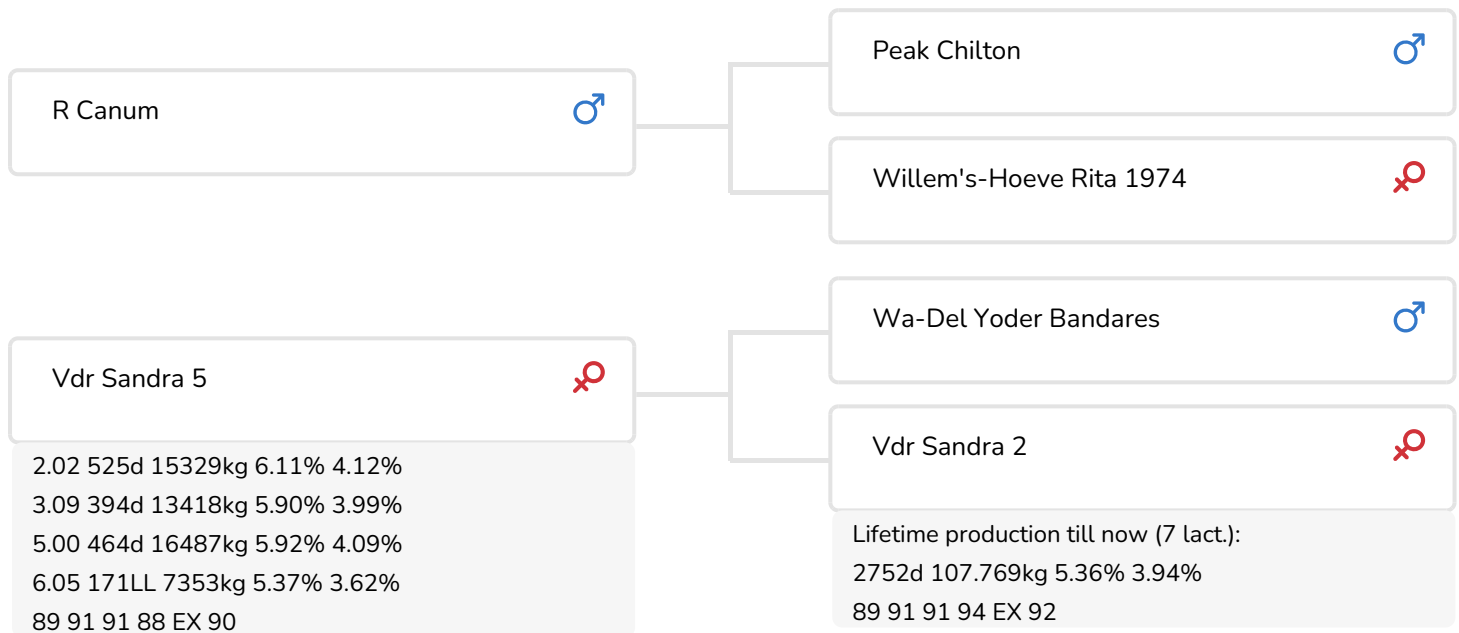 R Canum
Peak Chilton
Willem's-Hoeve Rita 1974
Vdr Sandra 5
2.02 525d 15329kg 6.11% 4.12%
3.09 394d 13418kg 5.90% 3.99%
5.00 464d 16487kg 5.92% 4.09%
6.05 171LL 7353kg 5.37% 3.62%
89 91 91 88 EX 90
Wa-Del Yoder Bandares
Vdr Sandra 2
Lifetime production till now (7 lact.):
2752d 107.769kg 5.36% 3.94%
89 91 91 94 EX 92